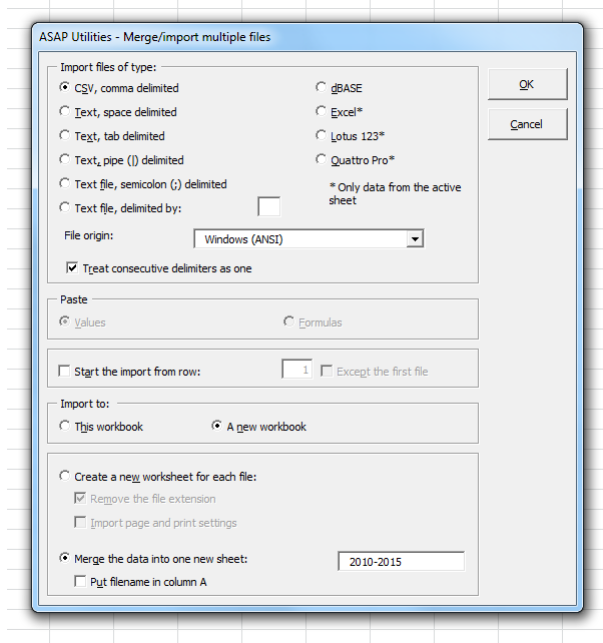 ASAP Utilities - Merge/import multiple files
Import files of type:
CSV, comma delimited
dBASE
OK
Text, space delimited
Excel*
Cancel
Text, tab delimited
Lotus 123*
Text, pipe (|) delimited
Quattro Pro*
Text file, semicolon (;) delimited
* Only data from the active
sheet
Text file, delimited by:
File origin:
Windows (ANSI)
Treat consecutive delimiters as one
Paste
Values
Formulas
Start the import from row:
1
Except the first file
Import to:
This workbook
A new workbook
Create a new worksheet for each file:
Remove the file extension
Import page and print settings
Merge the data into one new sheet:
2010-2015
Put filename in column A